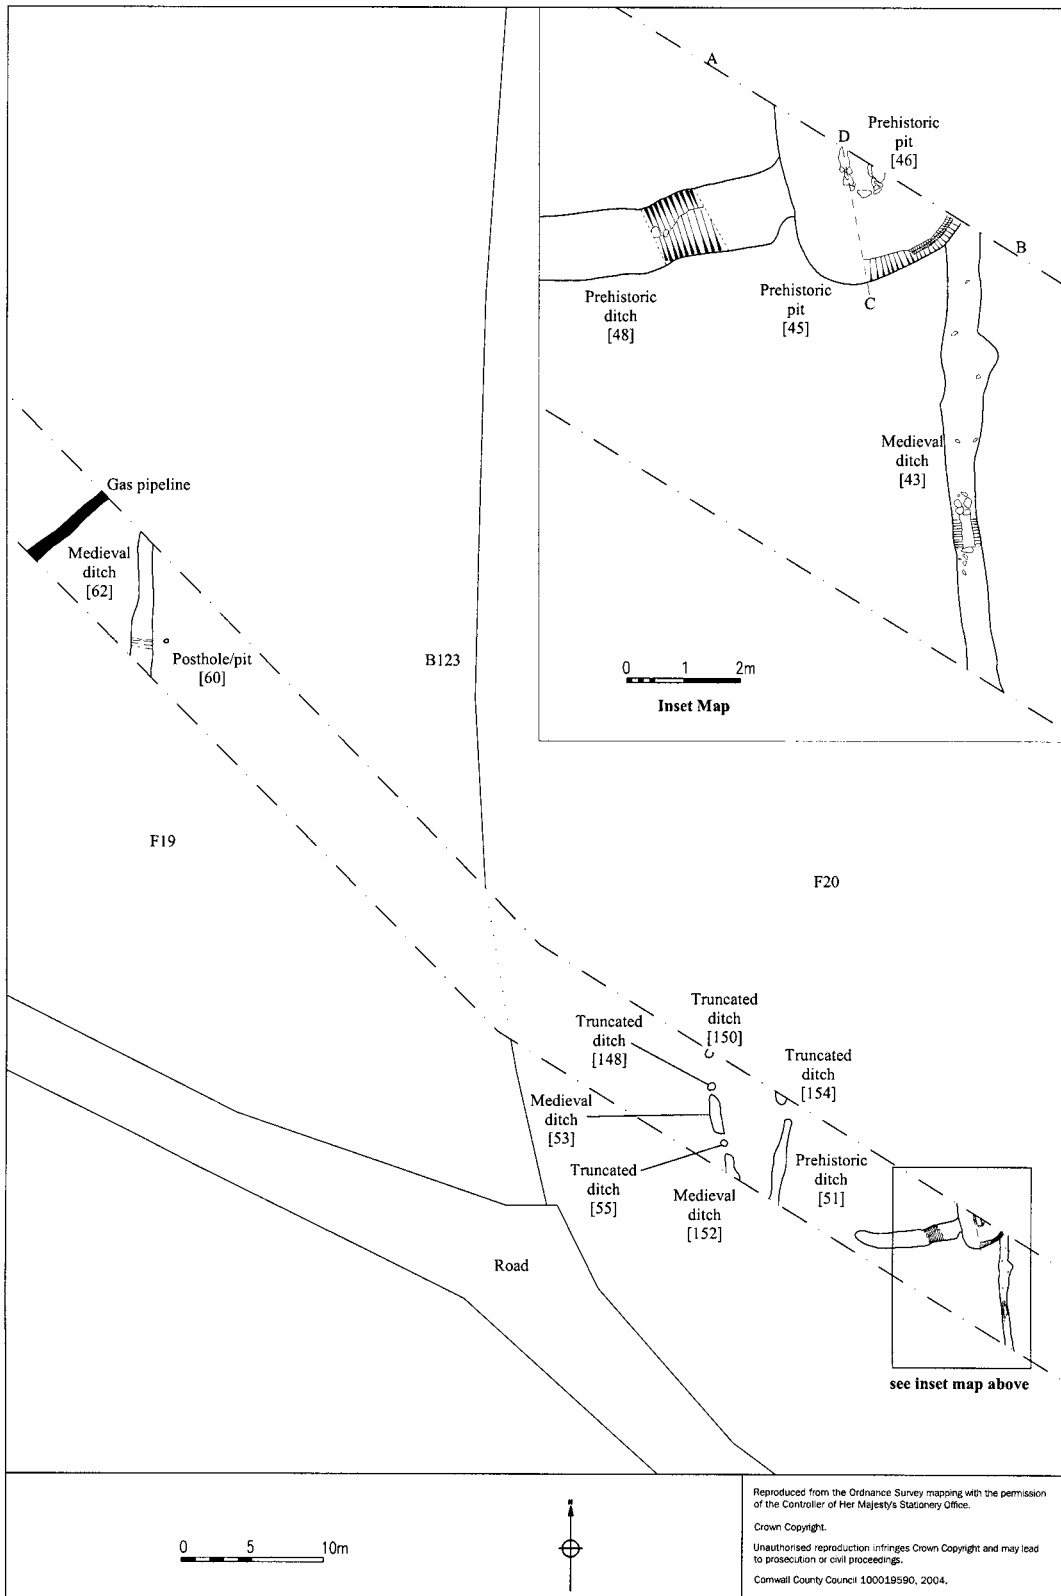 A
D
Prehistoric
pit
[46]
B
Prehistoric
ditch
[48]
Prehistoric
pit
[45]
C
Medieval
ditch
[43]
0 1 2m
Inset Map
Gas pipeline
Medieval
ditch
[62]
Posthole/pit
[60]
B123
F19
F20
Truncated
ditch
[150]
Truncated
ditch
[148]
Truncated
ditch
[154]
Medieval
ditch
[53]
Truncated
ditch
[55]
Medieval
ditch
[152]
Prehistoric
ditch
[51]
Road
see inset map above
0 5 10m
N
Reproduced from the Ordnance Survey mapping with the permission
of the Controller of Her Majesty's Stationery Office.
Crown Copyright.
Unauthorised reproduction infringes Crown Copyright and may lead
to prosecution or civil proceedings.
Cornwall County Council 100019590, 2004.